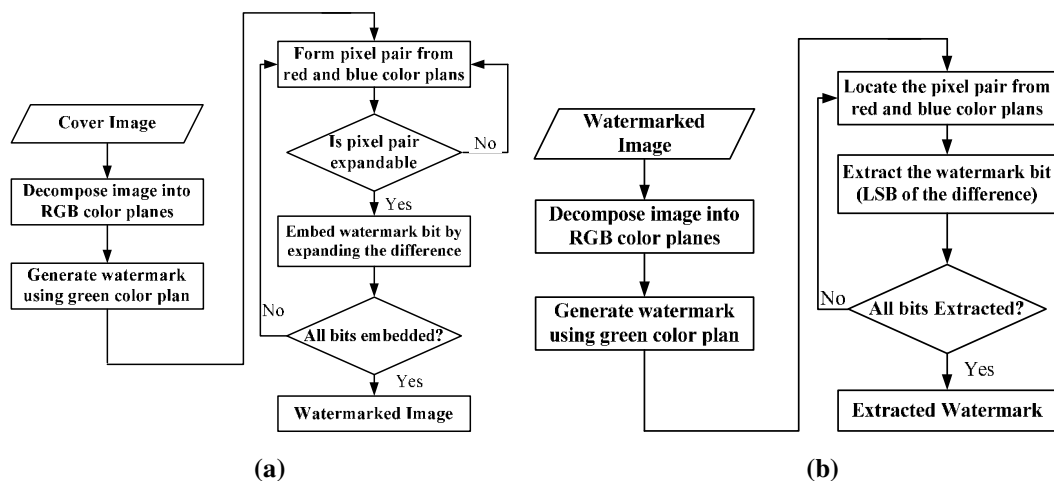 Cover Image
Decompose image into
RGB color planes
Generate watermark
using green color plan
Form pixel pair from
red and blue color plans
Is pixel pair
expandable
No
Yes
Embed watermark bit by
expanding the difference
All bits embedded?
No
Yes
Watermarked Image
(a)
Watermarked
Image
Decompose image into
RGB color planes
Generate watermark
using green color plan
Locate the pixel pair from
red and blue color plans
Extract the watermark bit
(LSB of the difference)
All bits Extracted?
No
Yes
Extracted Watermark
(b)